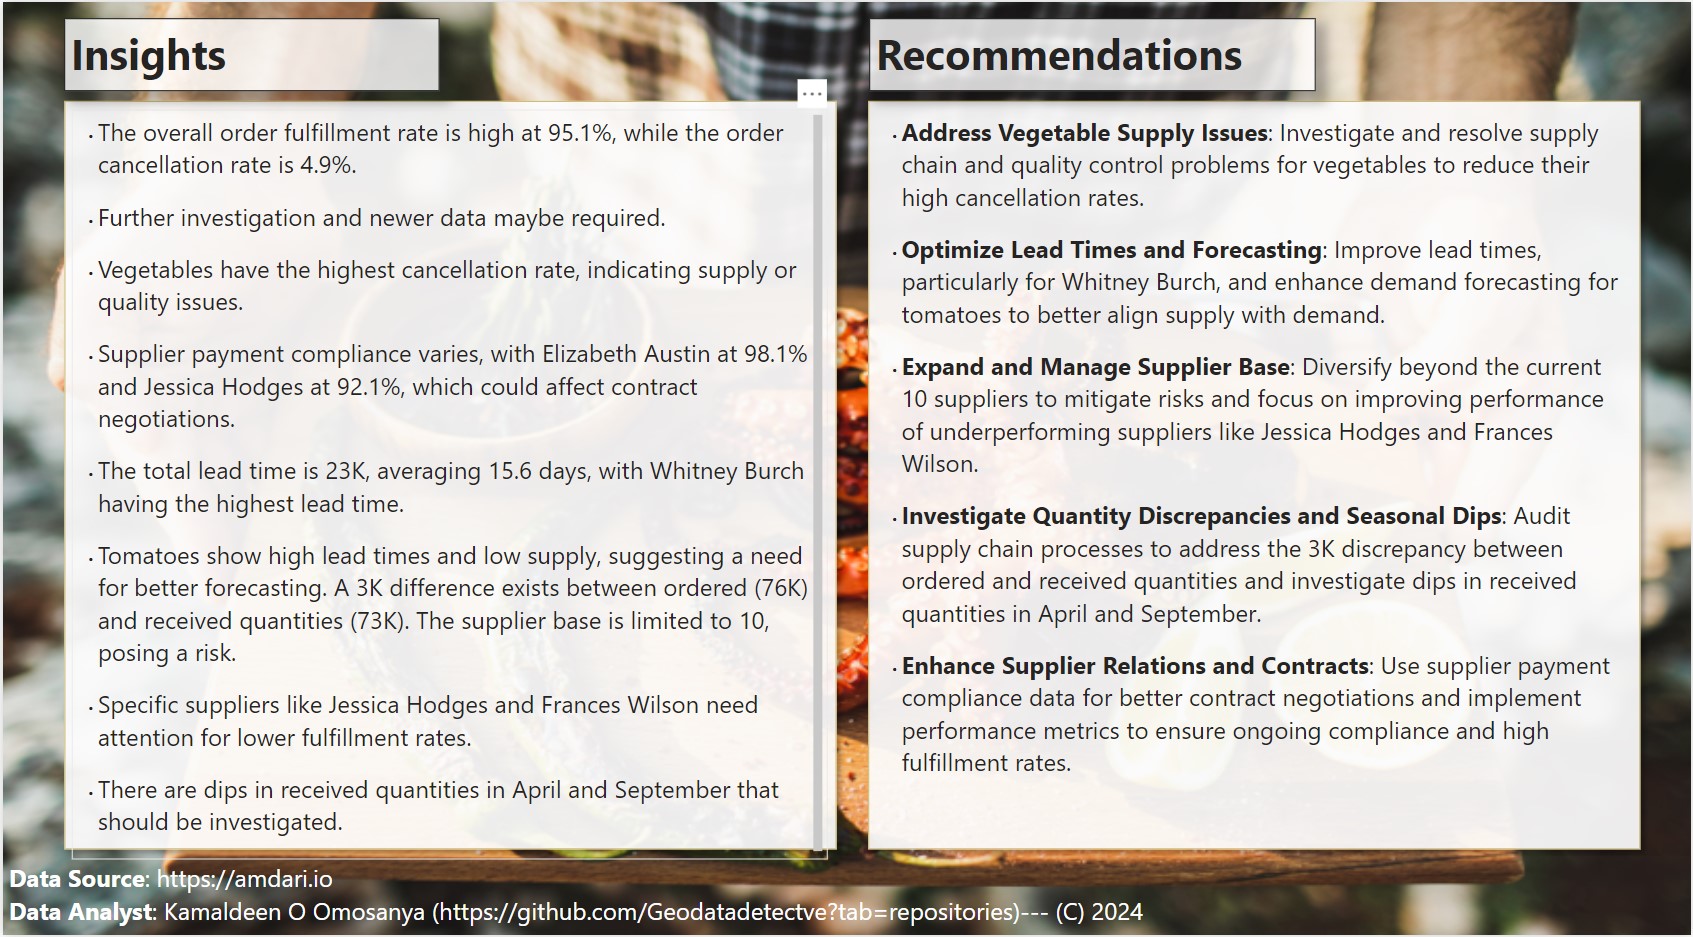 Insights
· The overall order fulfillment rate is high at 95.1%, while the order
cancellation rate is 4.9%.
· Further investigation and newer data maybe required.
· Vegetables have the highest cancellation rate, indicating supply or
quality issues.
· Supplier payment compliance varies, with Elizabeth Austin at 98.1%
and Jessica Hodges at 92.1%, which could affect contract
negotiations.
· The total lead time is 23K, averaging 15.6 days, with Whitney Burch
having the highest lead time.
· Tomatoes show high lead times and low supply, suggesting a need
for better forecasting. A 3K difference exists between ordered (76K)
and received quantities (73K). The supplier base is limited to 10,
posing a risk.
· Specific suppliers like Jessica Hodges and Frances Wilson need
attention for lower fulfillment rates.
· There are dips in received quantities in April and September that
should be investigated.
Recommendations
· Address Vegetable Supply Issues: Investigate and resolve supply
chain and quality control problems for vegetables to reduce their
high cancellation rates.
· Optimize Lead Times and Forecasting: Improve lead times,
particularly for Whitney Burch, and enhance demand forecasting for
tomatoes to better align supply with demand.
· Expand and Manage Supplier Base: Diversify beyond the current
10 suppliers to mitigate risks and focus on improving performance
of underperforming suppliers like Jessica Hodges and Frances
Wilson.
· Investigate Quantity Discrepancies and Seasonal Dips: Audit
supply chain processes to address the 3K discrepancy between
ordered and received quantities and investigate dips in received
quantities in April and September.
· Enhance Supplier Relations and Contracts: Use supplier payment
compliance data for better contract negotiations and implement
performance metrics to ensure ongoing compliance and high
fulfillment rates.
Data Source: https://amdari.io
Data Analyst: Kamaldeen O Omosanya (https://github.com/Geodatadetectve?tab=repositories)--- (C) 2024